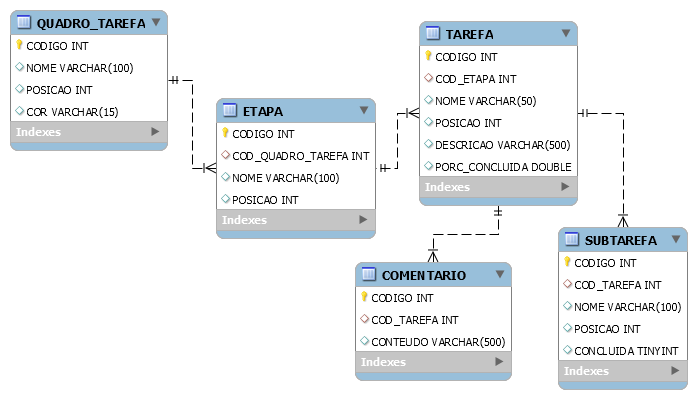 QUADRO_TAREFA
CODIGO INT
NOME VARCHAR(100)
POSICAO INT
COR VARCHAR(15)
Indexes
ETAPA
CODIGO INT
COD_QUADRO_TAREFA INT
NOME VARCHAR(100)
POSICAO INT
Indexes
TAREFA
CODIGO INT
COD_ETAPA INT
NOME VARCHAR(50)
POSICAO INT
DESCRICAO VARCHAR(500)
PORC_CONCLUIDA DOUBLE
Indexes
COMENTARIO
CODIGO INT
COD_TAREFA INT
CONTEUDO VARCHAR(500)
Indexes
SUBTAREFA
CODIGO INT
COD_TAREFA INT
NOME VARCHAR(100)
POSICAO INT
CONCLUIDA TINYINT
Indexes